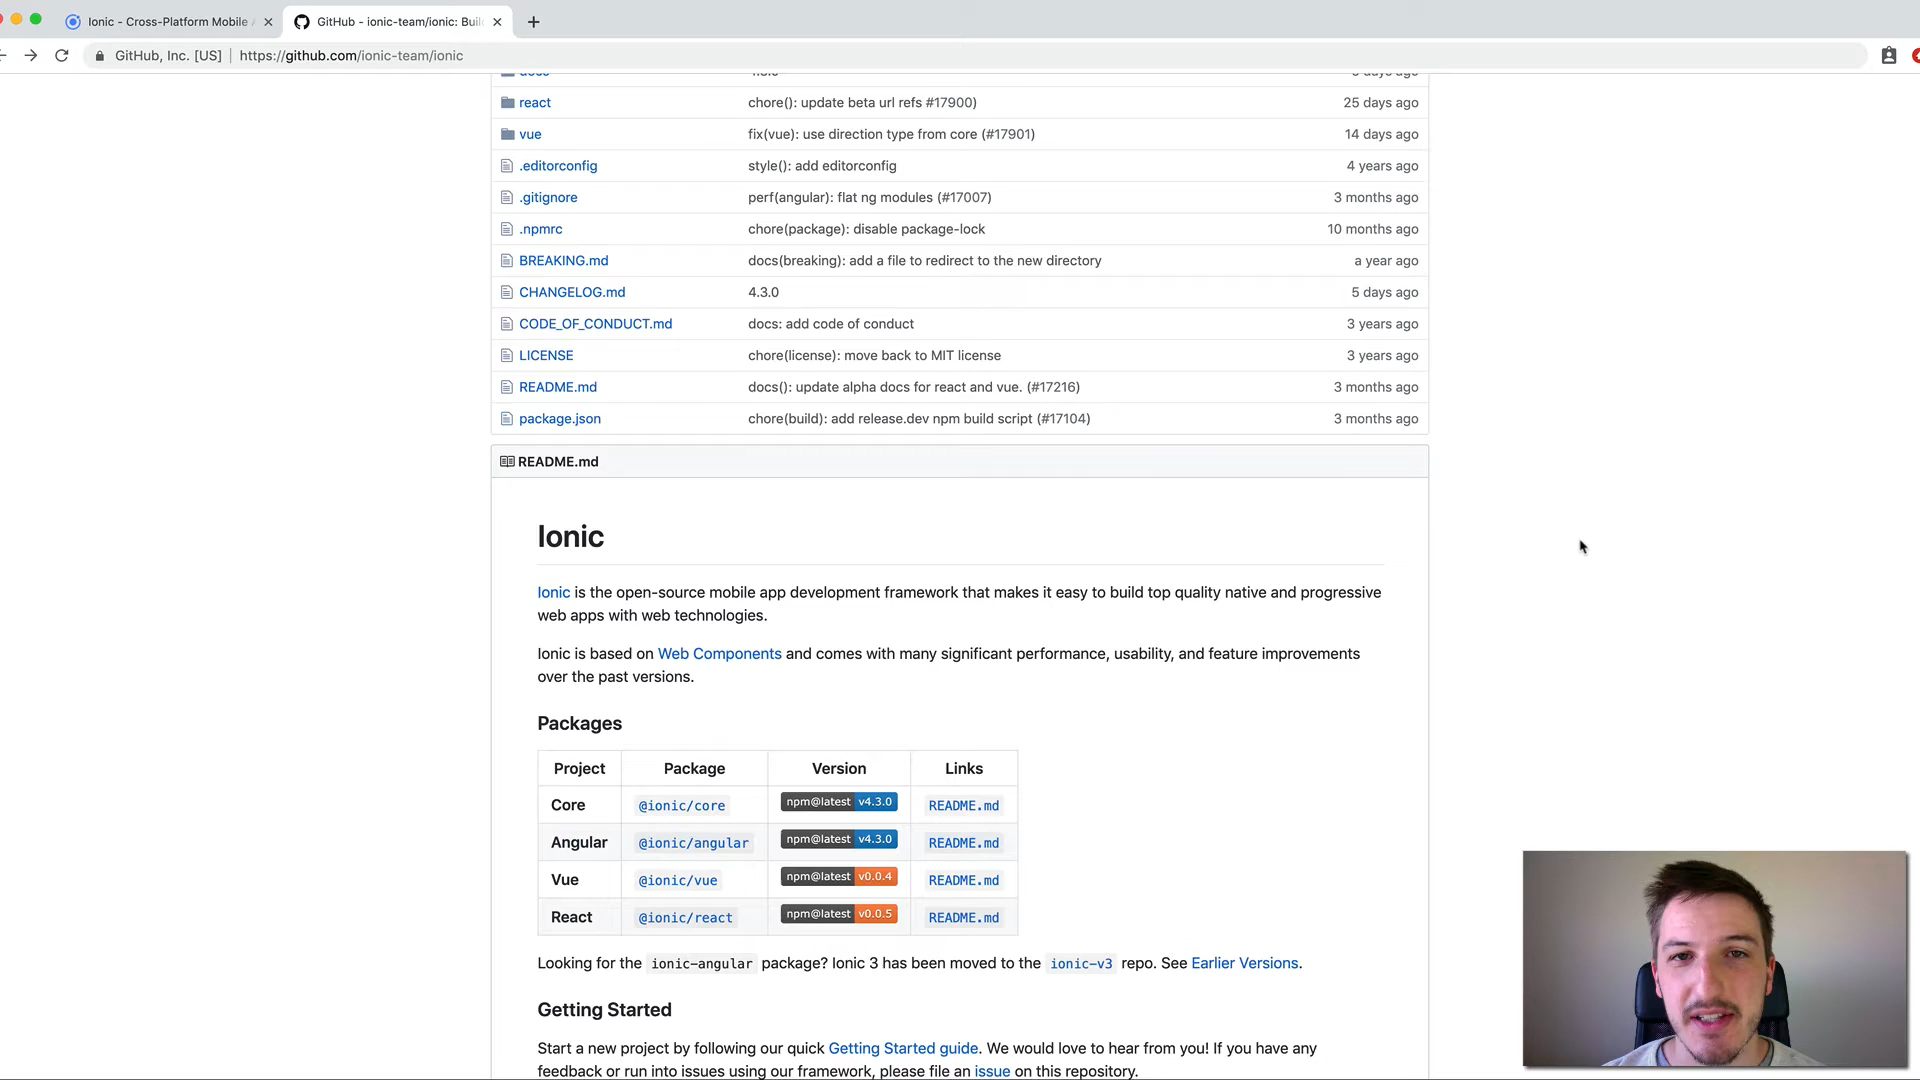 Ionic - Cross-Platform Mobile
GitHub - ionic-team/ionic: Buil
GitHub, Inc. [US] | https://github.com/ionic-team/ionic
docs 4.3.0 5 days ago
react chore(): update beta url refs #17900) 25 days ago
vue fix(vue): use direction type from core (#17901) 14 days ago
.editorconfig style(): add editorconfig 4 years ago
.gitignore perf(angular): flat ng modules (#17007) 3 months ago
.npmrc chore(package): disable package-lock 10 months ago
BREAKING.md docs(breaking): add a file to redirect to the new directory a year ago
CHANGELOG.md 4.3.0 5 days ago
CODE_OF_CONDUCT.md docs: add code of conduct 3 years ago
LICENSE chore(license): move back to MIT license 3 years ago
README.md docs(): update alpha docs for react and vue. (#17216) 3 months ago
package.json chore(build): add release.dev npm build script (#17104) 3 months ago
README.md
Ionic
Ionic is the open-source mobile app development framework that makes it easy to build top quality native and progressive
web apps with web technologies.
Ionic is based on Web Components and comes with many significant performance, usability, and feature improvements
over the past versions.
Packages
Project Package Version Links
Core @ionic/core npm@latest v4.3.0 README.md
Angular @ionic/angular npm@latest v4.3.0 README.md
Vue @ionic/vue npm@latest v0.0.4 README.md
React @ionic/react npm@latest v0.0.5 README.md
Looking for the ionic-angular package? Ionic 3 has been moved to the ionic-v3 repo. See Earlier Versions.
Getting Started
Start a new project by following our quick Getting Started guide. We would love to hear from you! If you have any
feedback or run into issues using our framework, please file an issue on this repository.